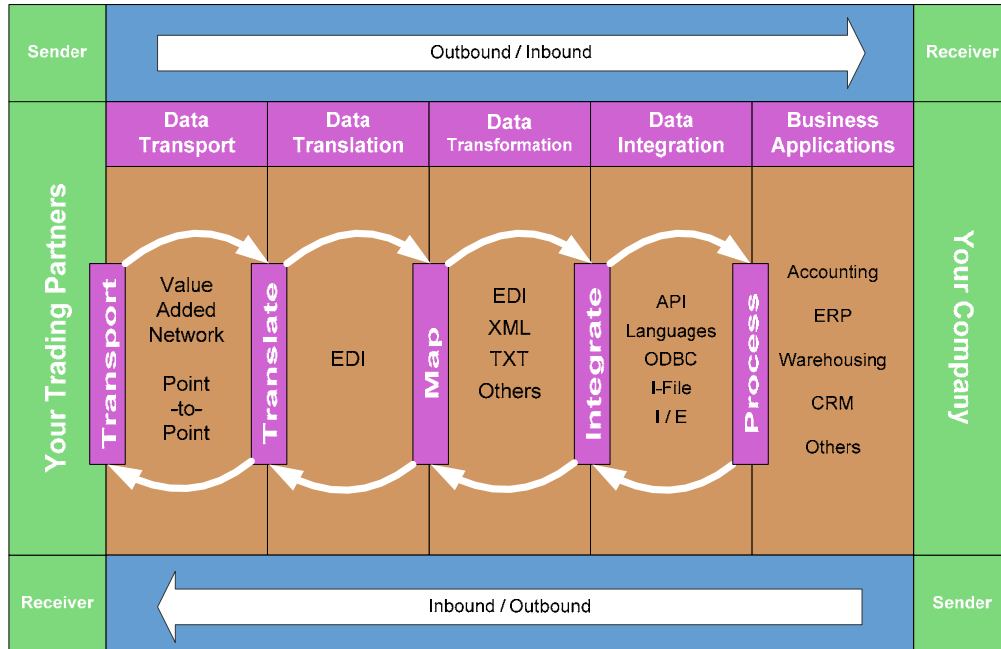 Sender
Outbound / Inbound
Receiver
Your Trading Partners
Data
Transport
Data
Translation
Data
Transformation
Data
Integration
Business
Applications
Your Company
Transport
Value
Added
Network
Point
-to-
Point
Translate
EDI
Map
EDI
XML
TXT
Others
Integrate
API
Languages
ODBC
I-File
I / E
Process
Accounting
ERP
Warehousing
CRM
Others
Receiver
Inbound / Outbound
Sender